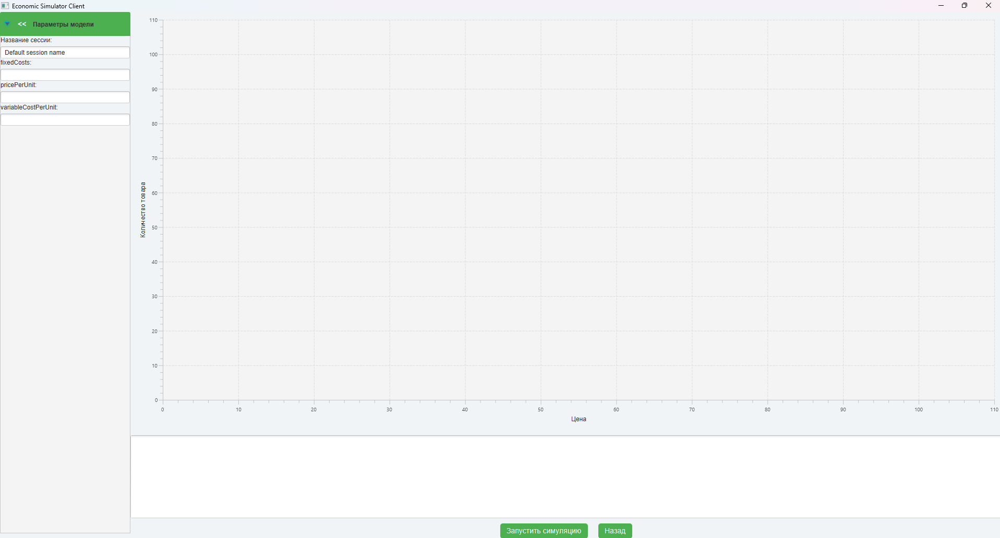 Economic Simulator Client
<< Параметры модели
Название сессии:
Default session name
fixedCosts:
pricePerUnit:
variableCostPerUnit:
110
100
90
80
70
60
50
40
30
20
10
0
Количество товара
0 10 20 30 40 50 60 70 80 90 100 110
Цена
Запустить симуляцию Назад